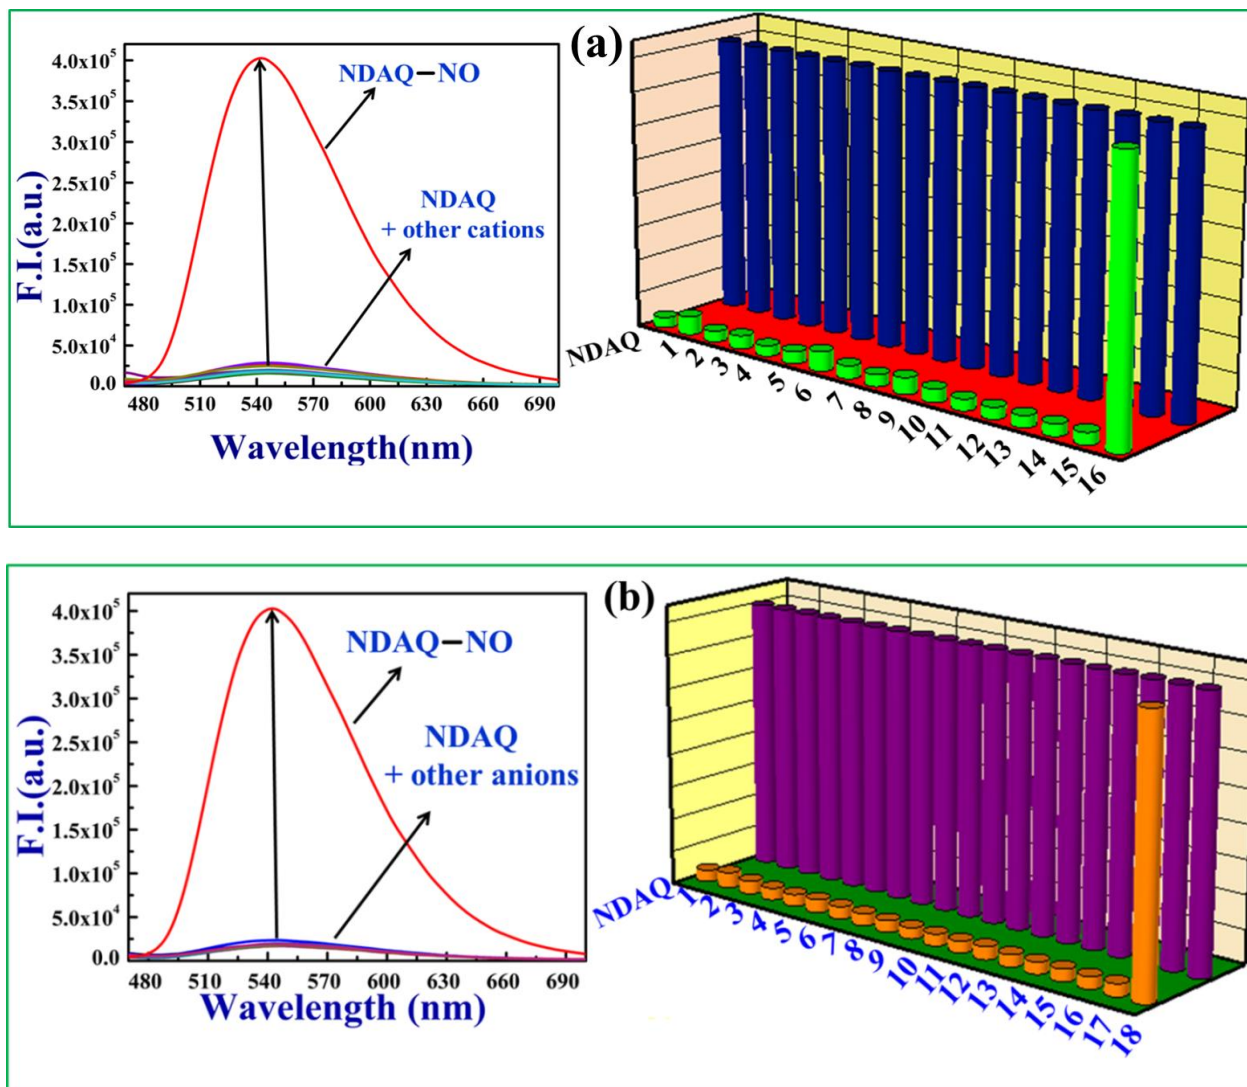 (a)
F.I.(a.u.)
4.0x10⁵
3.5x10⁵
3.0x10⁵
2.5x10⁵
2.0x10⁵
1.5x10⁵
1.0x10⁵
5.0x10⁴
0.0
NDAQ−NO
NDAQ
+ other cations
480 510 540 570 600 630 660 690
Wavelength(nm)
NDAQ 1 2 3 4 5 6 7 8 9 10 11 12 13 14 15 16
(b)
F.I.(a.u.)
4.0x10⁵
3.5x10⁵
3.0x10⁵
2.5x10⁵
2.0x10⁵
1.5x10⁵
1.0x10⁵
5.0x10⁴
0.0
NDAQ−NO
NDAQ
+ other anions
480 510 540 570 600 630 660 690
Wavelength (nm)
NDAQ 1 2 3 4 5 6 7 8 9 10 11 12 13 14 15 16 17 18